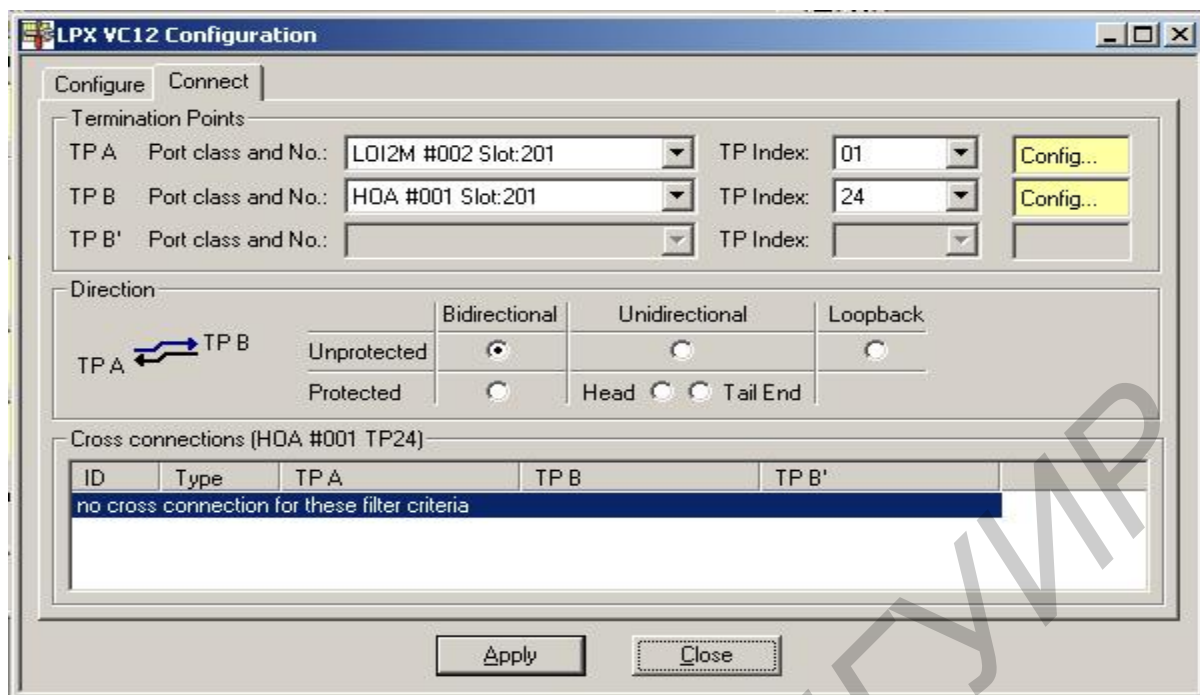 LPX VC12 Configuration
Configure Connect
Termination Points
TP A Port class and No.: LOI2M #002 Slot:201 TP Index: 01 Config...
TP B Port class and No.: HOA #001 Slot:201 TP Index: 24 Config...
TP B' Port class and No.: TP Index:
Direction
Bidirectional Unidirectional Loopback
TP A TP B
Unprotected
Protected Head Tail End
Cross connections (HOA #001 TP24)
ID Type TP A TP B TP B'
no cross connection for these filter criteria
Apply Close
ГУИР